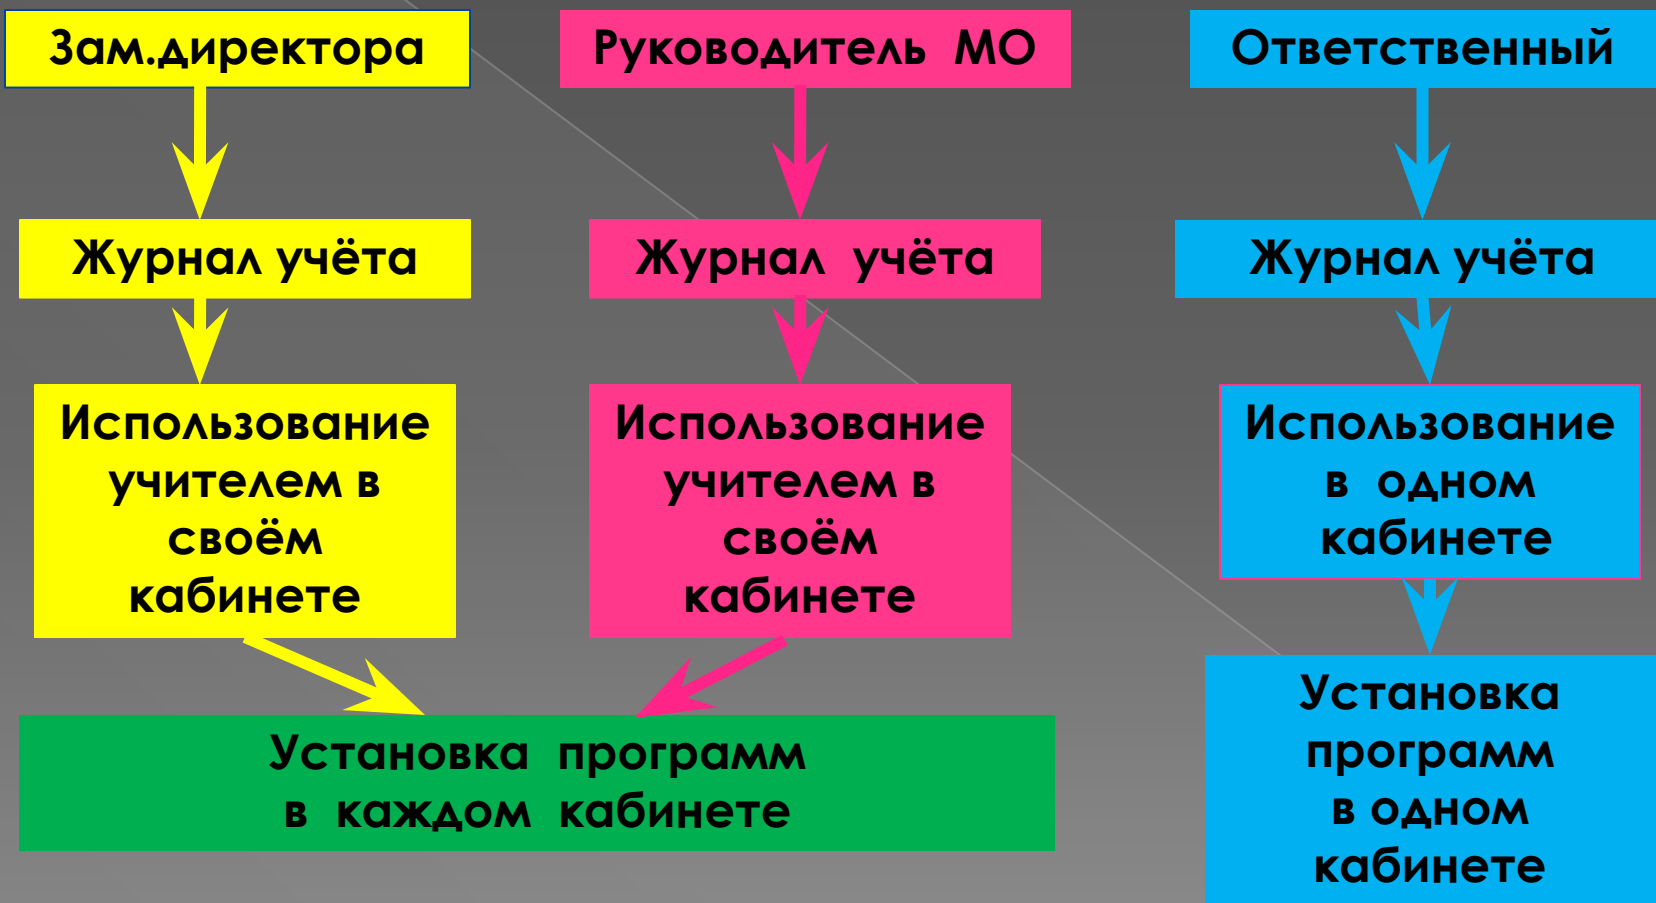 Зам.директора
Руководитель МО
Ответственный
Журнал учёта
Журнал учёта
Журнал учёта
Использование
учителем в
своём
кабинете
Использование
учителем в
своём
кабинете
Использование
в одном
кабинете
Установка программ
в каждом кабинете
Установка
программ
в одном
кабинете